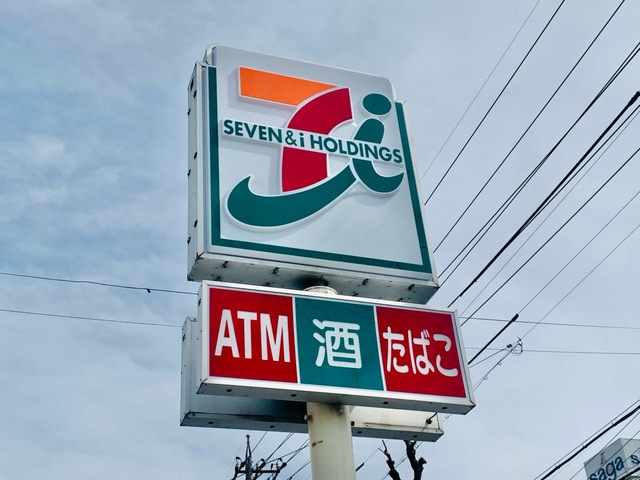 SEVEN & i HOLDINGS
ATM 酒 たばこ
saga